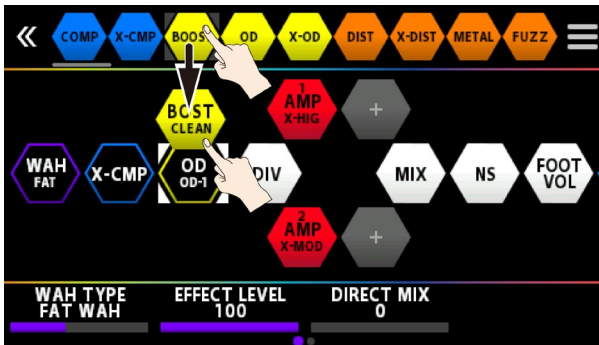 COMP X-CMP BOOS OD X-OD DIST X-DIST METAL FUZZ
BOST
CLEAN
1
AMP
X-HIG
+
WAH
FAT
X-CMP
OD
OD-1
DIV
MIX
NS
FOOT
VOL
2
AMP
X-MOD
+
WAH TYPE
FAT WAH
EFFECT LEVEL
100
DIRECT MIX
0